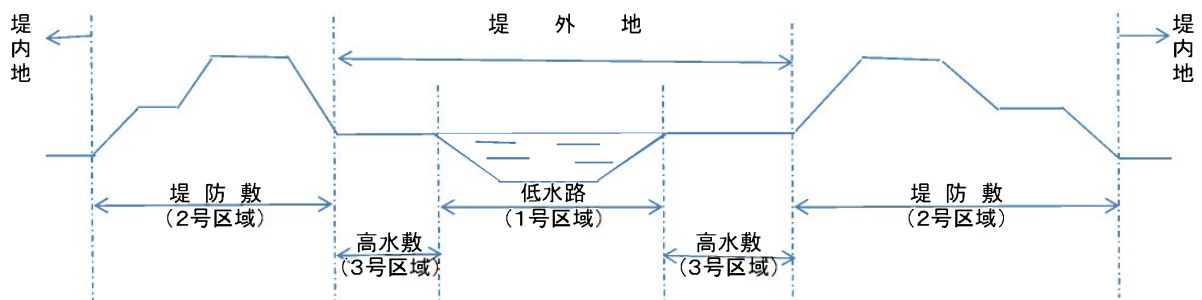 堤内地
堤外地
堤内地
堤防敷
(2号区域)
低水路
(1号区域)
堤防敷
(2号区域)
高水敷
(3号区域)
高水敷
(3号区域)